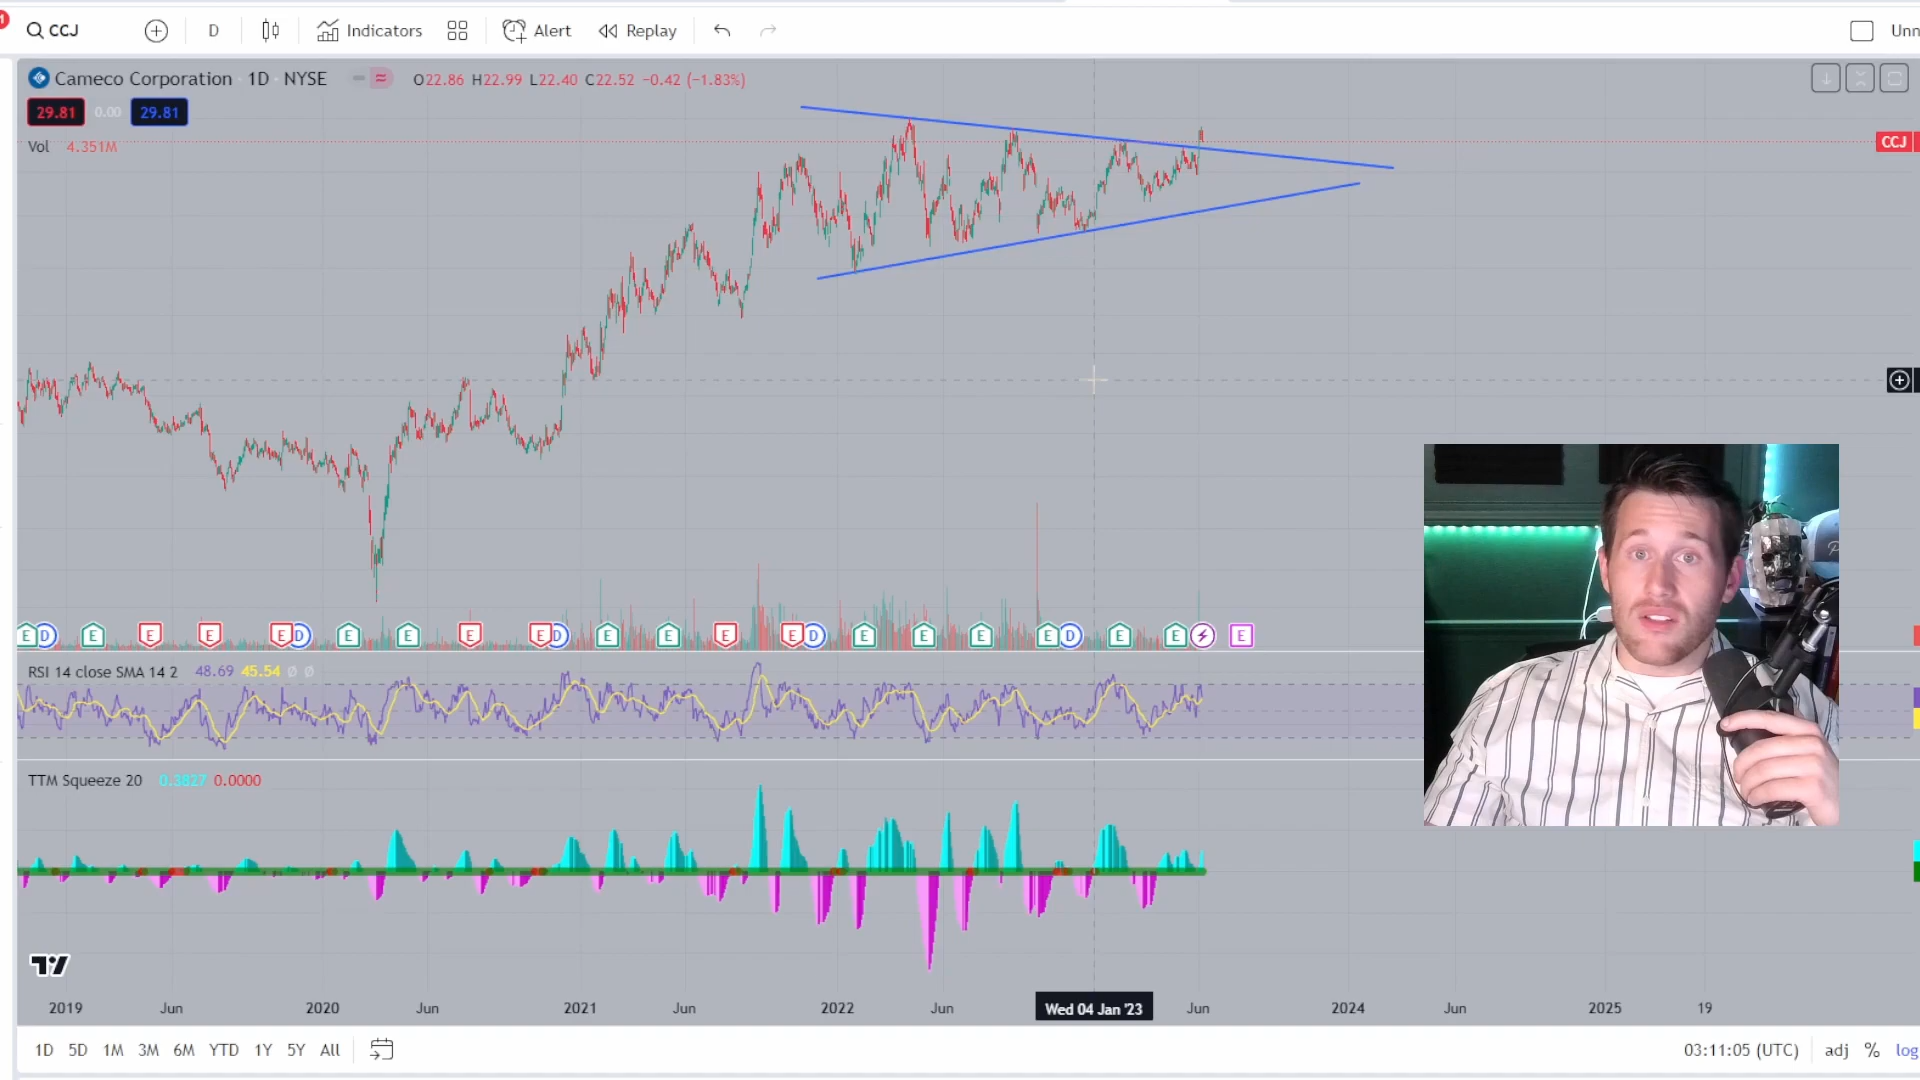 CCJ D Indicators Alert Replay Unn
Cameco Corporation 1D NYSE O22.86 H22.99 L22.40 C22.52 −0.42 (−1.83%)
29.81 0.00 29.81
Vol 4.351M
CCJ
E D E E E E D E E E E D E E E E D E E E E D E E E
RSI 14 close SMA 14 2 48.69 45.54 ∅ ∅
TTM Squeeze 20 0.3827 0.0000
2019 Jun 2020 Jun 2021 Jun 2022 Jun Wed 04 Jan '23 Jun 2024 Jun 2025 19
1D 5D 1M 3M 6M YTD 1Y 5Y All 03:11:05 (UTC) adj % log